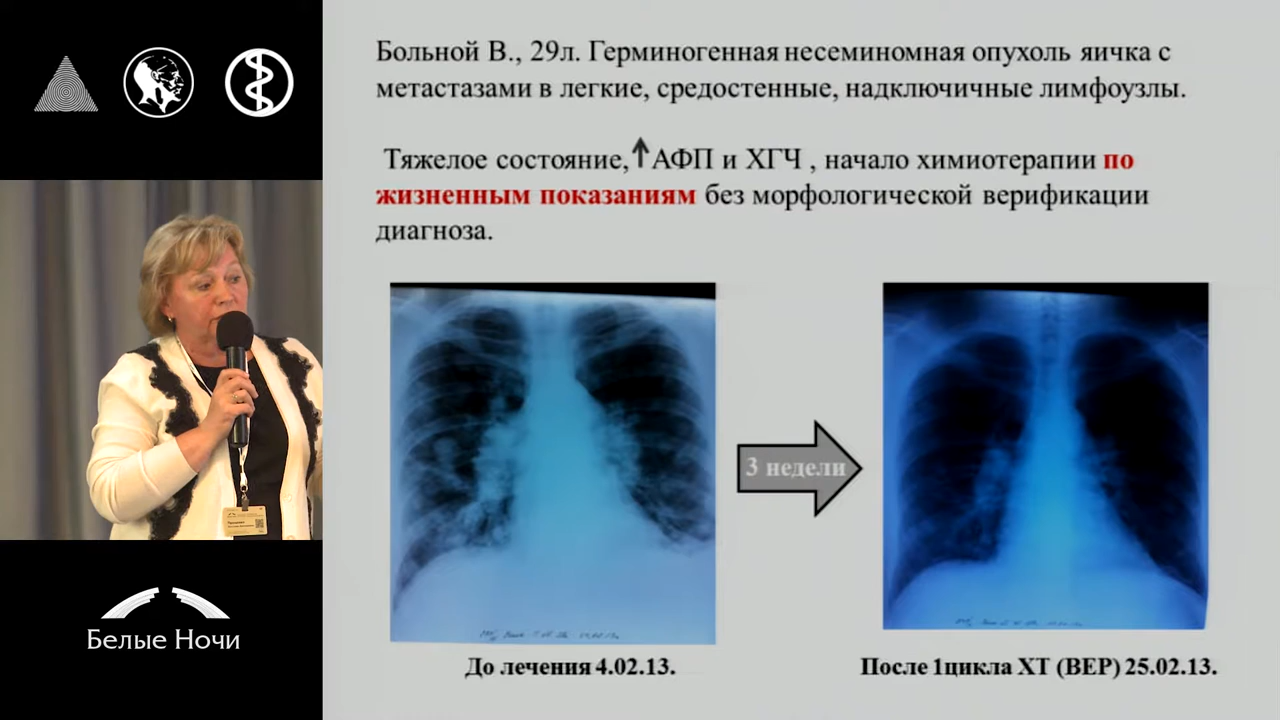 Больной В., 29л. Герминогенная несеминомная опухоль яичка с
метастазами в легкие, средостенные, надключичные лимфоузлы.
Тяжелое состояние, АФП и ХГЧ , начало химиотерапии по
жизненным показаниям без морфологической верификации
диагноза.
3 недели
До лечения 4.02.13.
После 1цикла ХТ (ВЕР) 25.02.13.
Белые Ночи